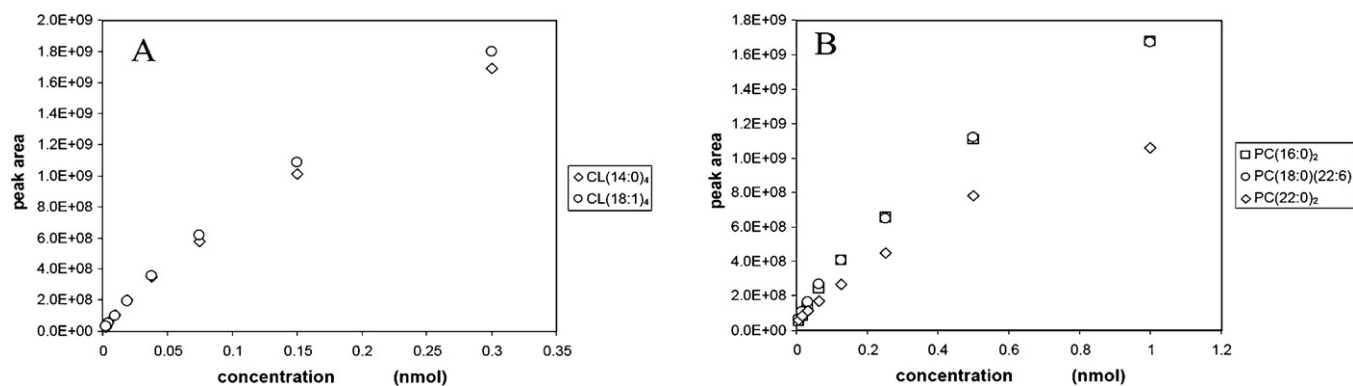 A
2.0E+09
1.8E+09
1.6E+09
1.4E+09
1.2E+09
1.0E+09
8.0E+08
6.0E+08
4.0E+08
2.0E+08
0.0E+00
peak area
0 0.05 0.1 0.15 0.2 0.25 0.3 0.35
concentration (nmol)
CL(14:0)₄
CL(18:1)₄
B
1.8E+09
1.6E+09
1.4E+09
1.2E+09
1.0E+09
8.0E+08
6.0E+08
4.0E+08
2.0E+08
0.0E+00
peak area
0 0.2 0.4 0.6 0.8 1 1.2
concentration (nmol)
PC(16:0)₂
PC(18:0)(22:6)
PC(22:0)₂